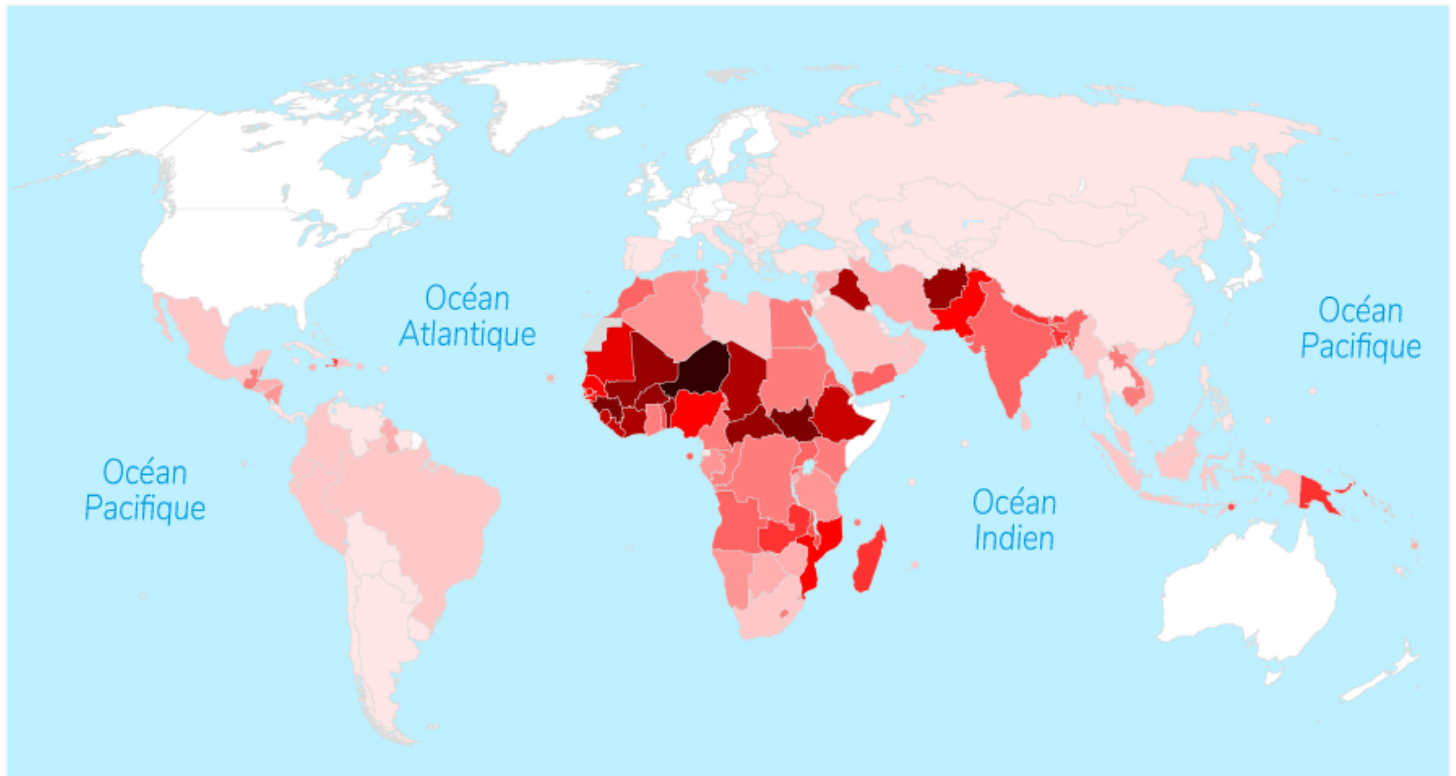 Océan
Atlantique
Océan
Pacifique
Océan
Pacifique
Océan
Indien